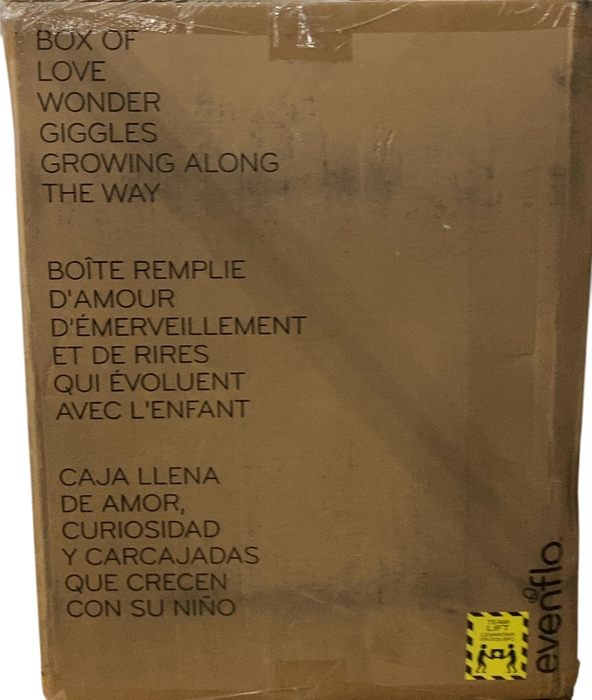 BOX OF
LOVE
WONDER
GIGGLES
GROWING ALONG
THE WAY
BOÎTE REMPLIE
D'AMOUR
D'ÉMERVEILLEMENT
ET DE RIRES
QUI ÉVOLUENT
AVEC L'ENFANT
CAJA LLENA
DE AMOR,
CURIOSIDAD
Y CARCAJADAS
QUE CRECEN
CON SU NIÑO
TEAM
LIFT
evenflo